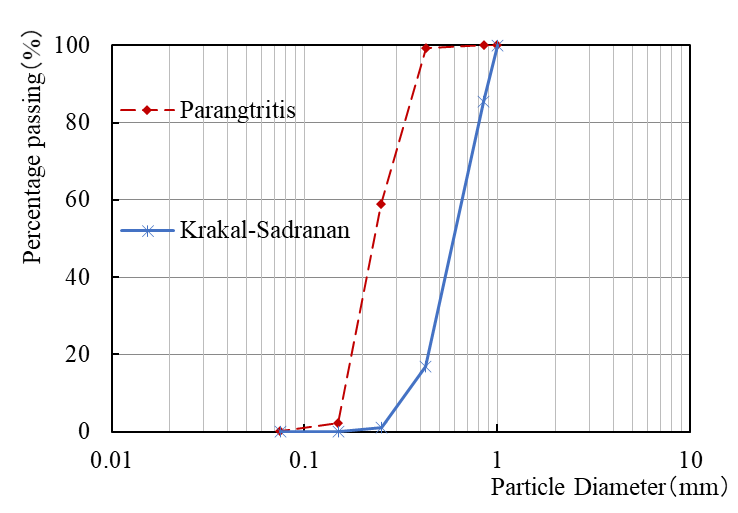 Percentage passing(%)
100
80
60
40
20
0
Parangtritis
Krakal-Sadranan
0.01
0.1
1
10
Particle Diameter(mm)